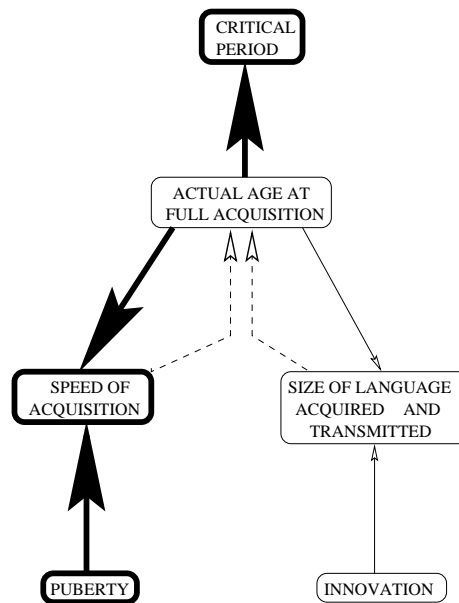 CRITICAL
PERIOD
ACTUAL AGE AT
FULL ACQUISITION
SPEED OF
ACQUISITION
SIZE OF LANGUAGE
ACQUIRED AND
TRANSMITTED
PUBERTY
INNOVATION